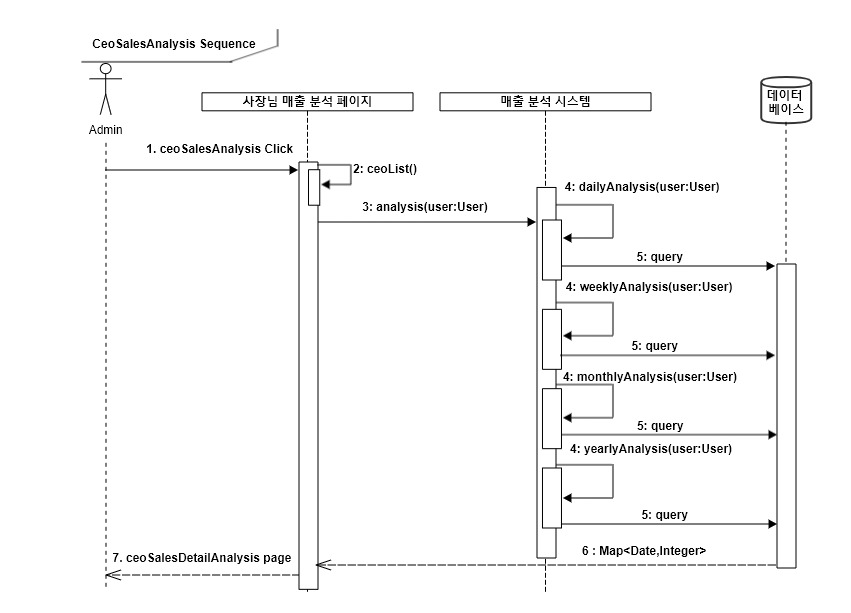 CeoSalesAnalysis Sequence
Admin
사장님 매출 분석 페이지
매출 분석 시스템
데이터
베이스
1. ceoSalesAnalysis Click
2: ceoList()
3: analysis(user:User)
4: dailyAnalysis(user:User)
5: query
4: weeklyAnalysis(user:User)
5: query
4: monthlyAnalysis(user:User)
5: query
4: yearlyAnalysis(user:User)
5: query
6 : Map<Date,Integer>
7. ceoSalesDetailAnalysis page